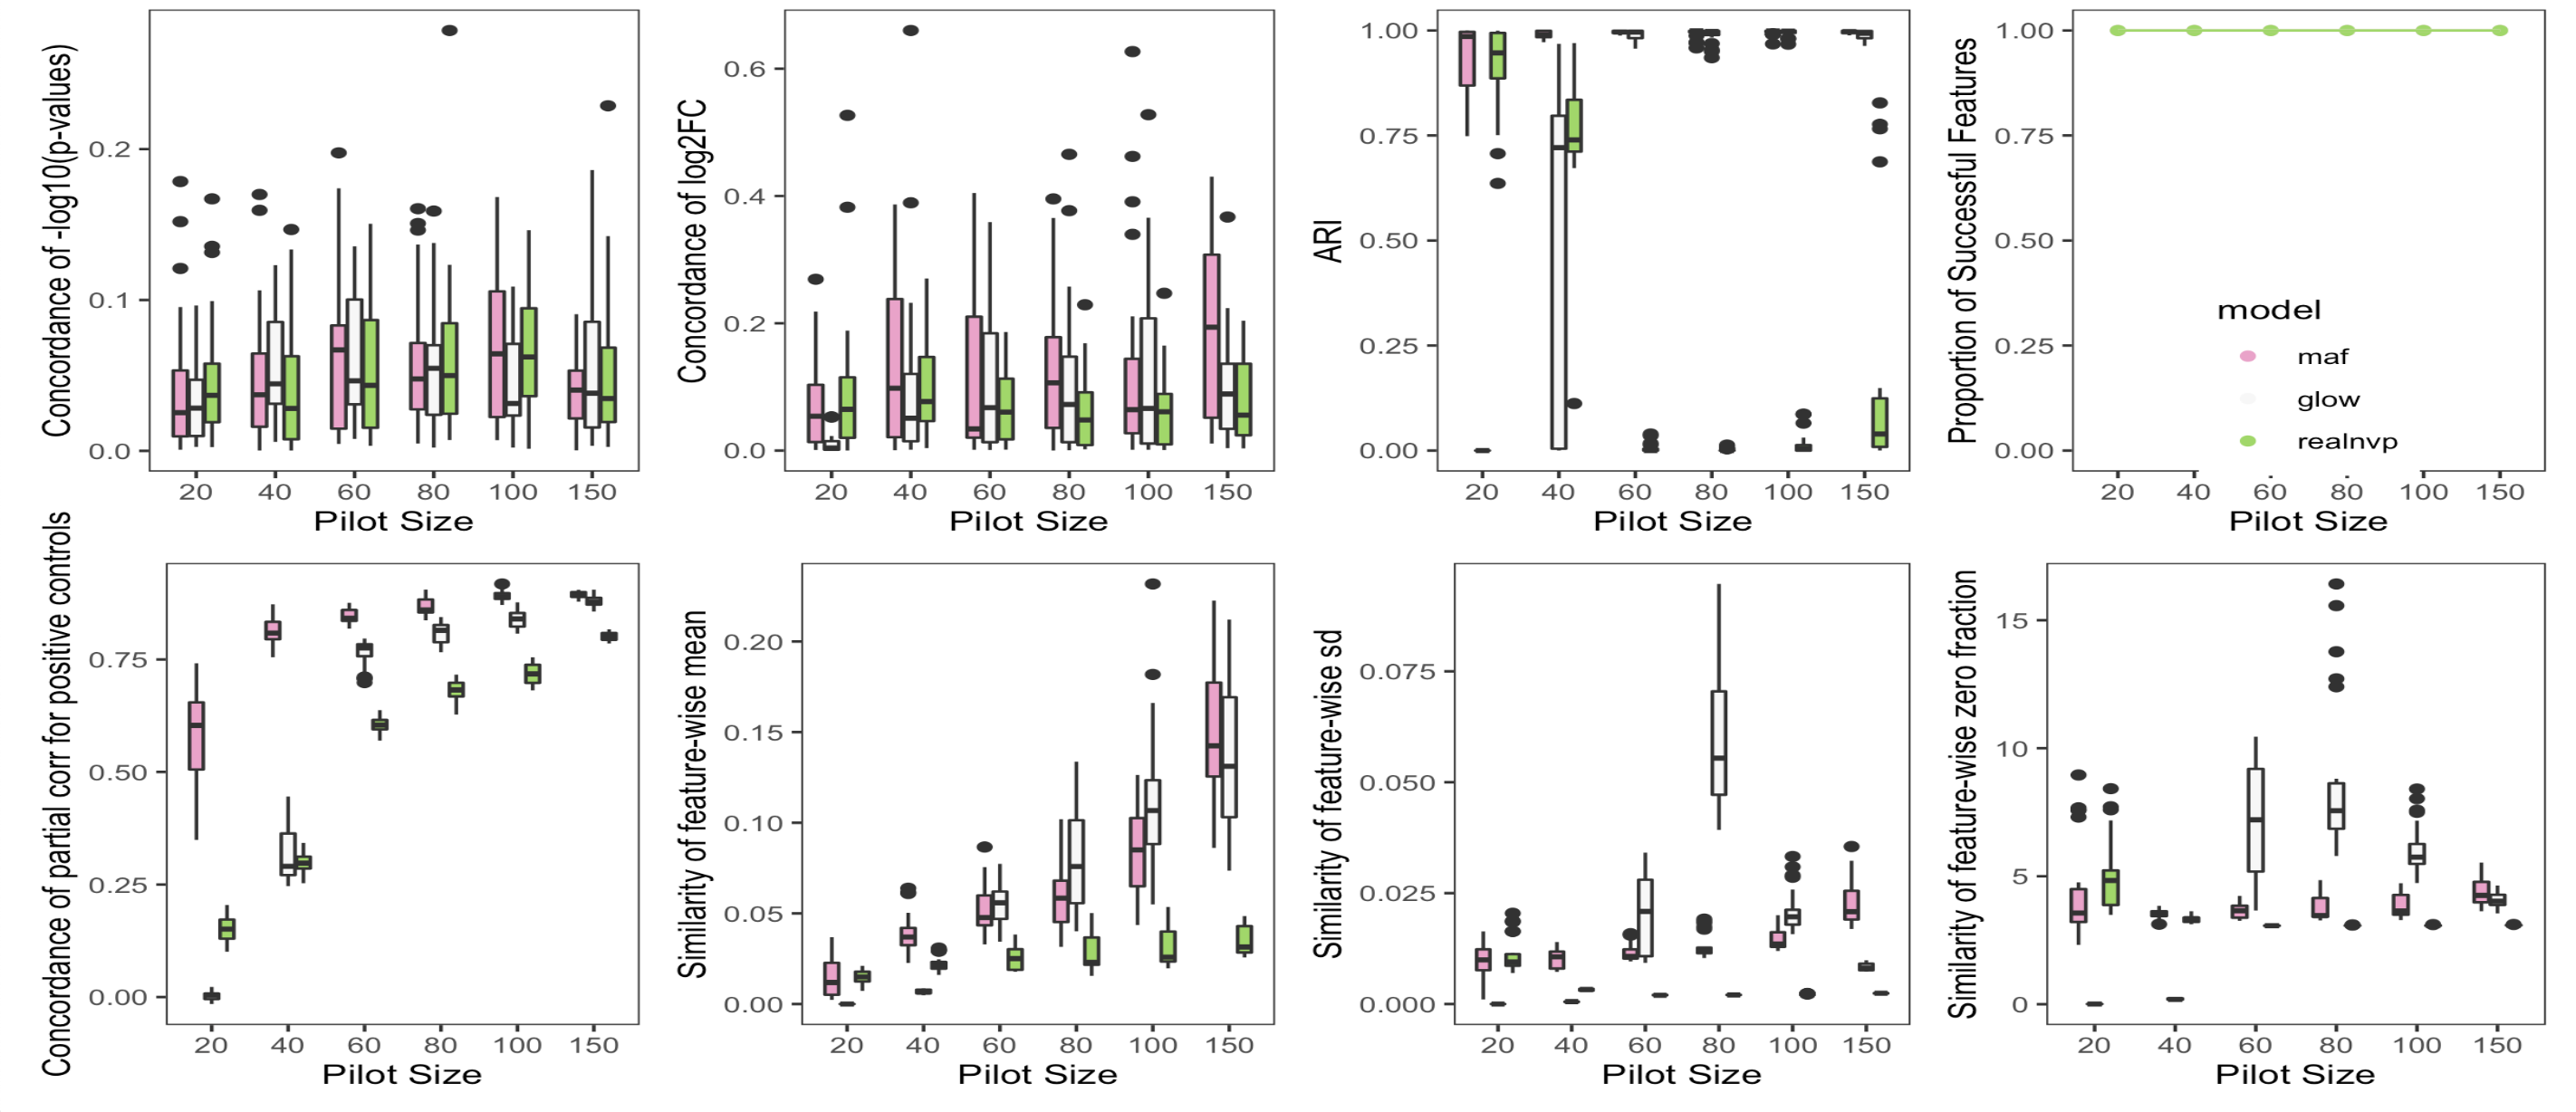 Concordance of -log10(p-values)
0.2
0.1
0.0
20 40 60 80 100 150
Pilot Size
Concordance of log2FC
0.6
0.4
0.2
0.0
20 40 60 80 100 150
Pilot Size
ARI
1.00
0.75
0.50
0.25
0.00
20 40 60 80 100 150
Pilot Size
Proportion of Successful Features
1.00
0.75
0.50
0.25
0.00
model
maf
glow
realnvp
20 40 60 80 100 150
Pilot Size
Concordance of partial corr for positive controls
0.75
0.50
0.25
0.00
20 40 60 80 100 150
Pilot Size
Similarity of feature-wise mean
0.20
0.15
0.10
0.05
0.00
20 40 60 80 100 150
Pilot Size
Similarity of feature-wise sd
0.075
0.050
0.025
0.000
20 40 60 80 100 150
Pilot Size
Similarity of feature-wise zero fraction
15
10
5
0
20 40 60 80 100 150
Pilot Size